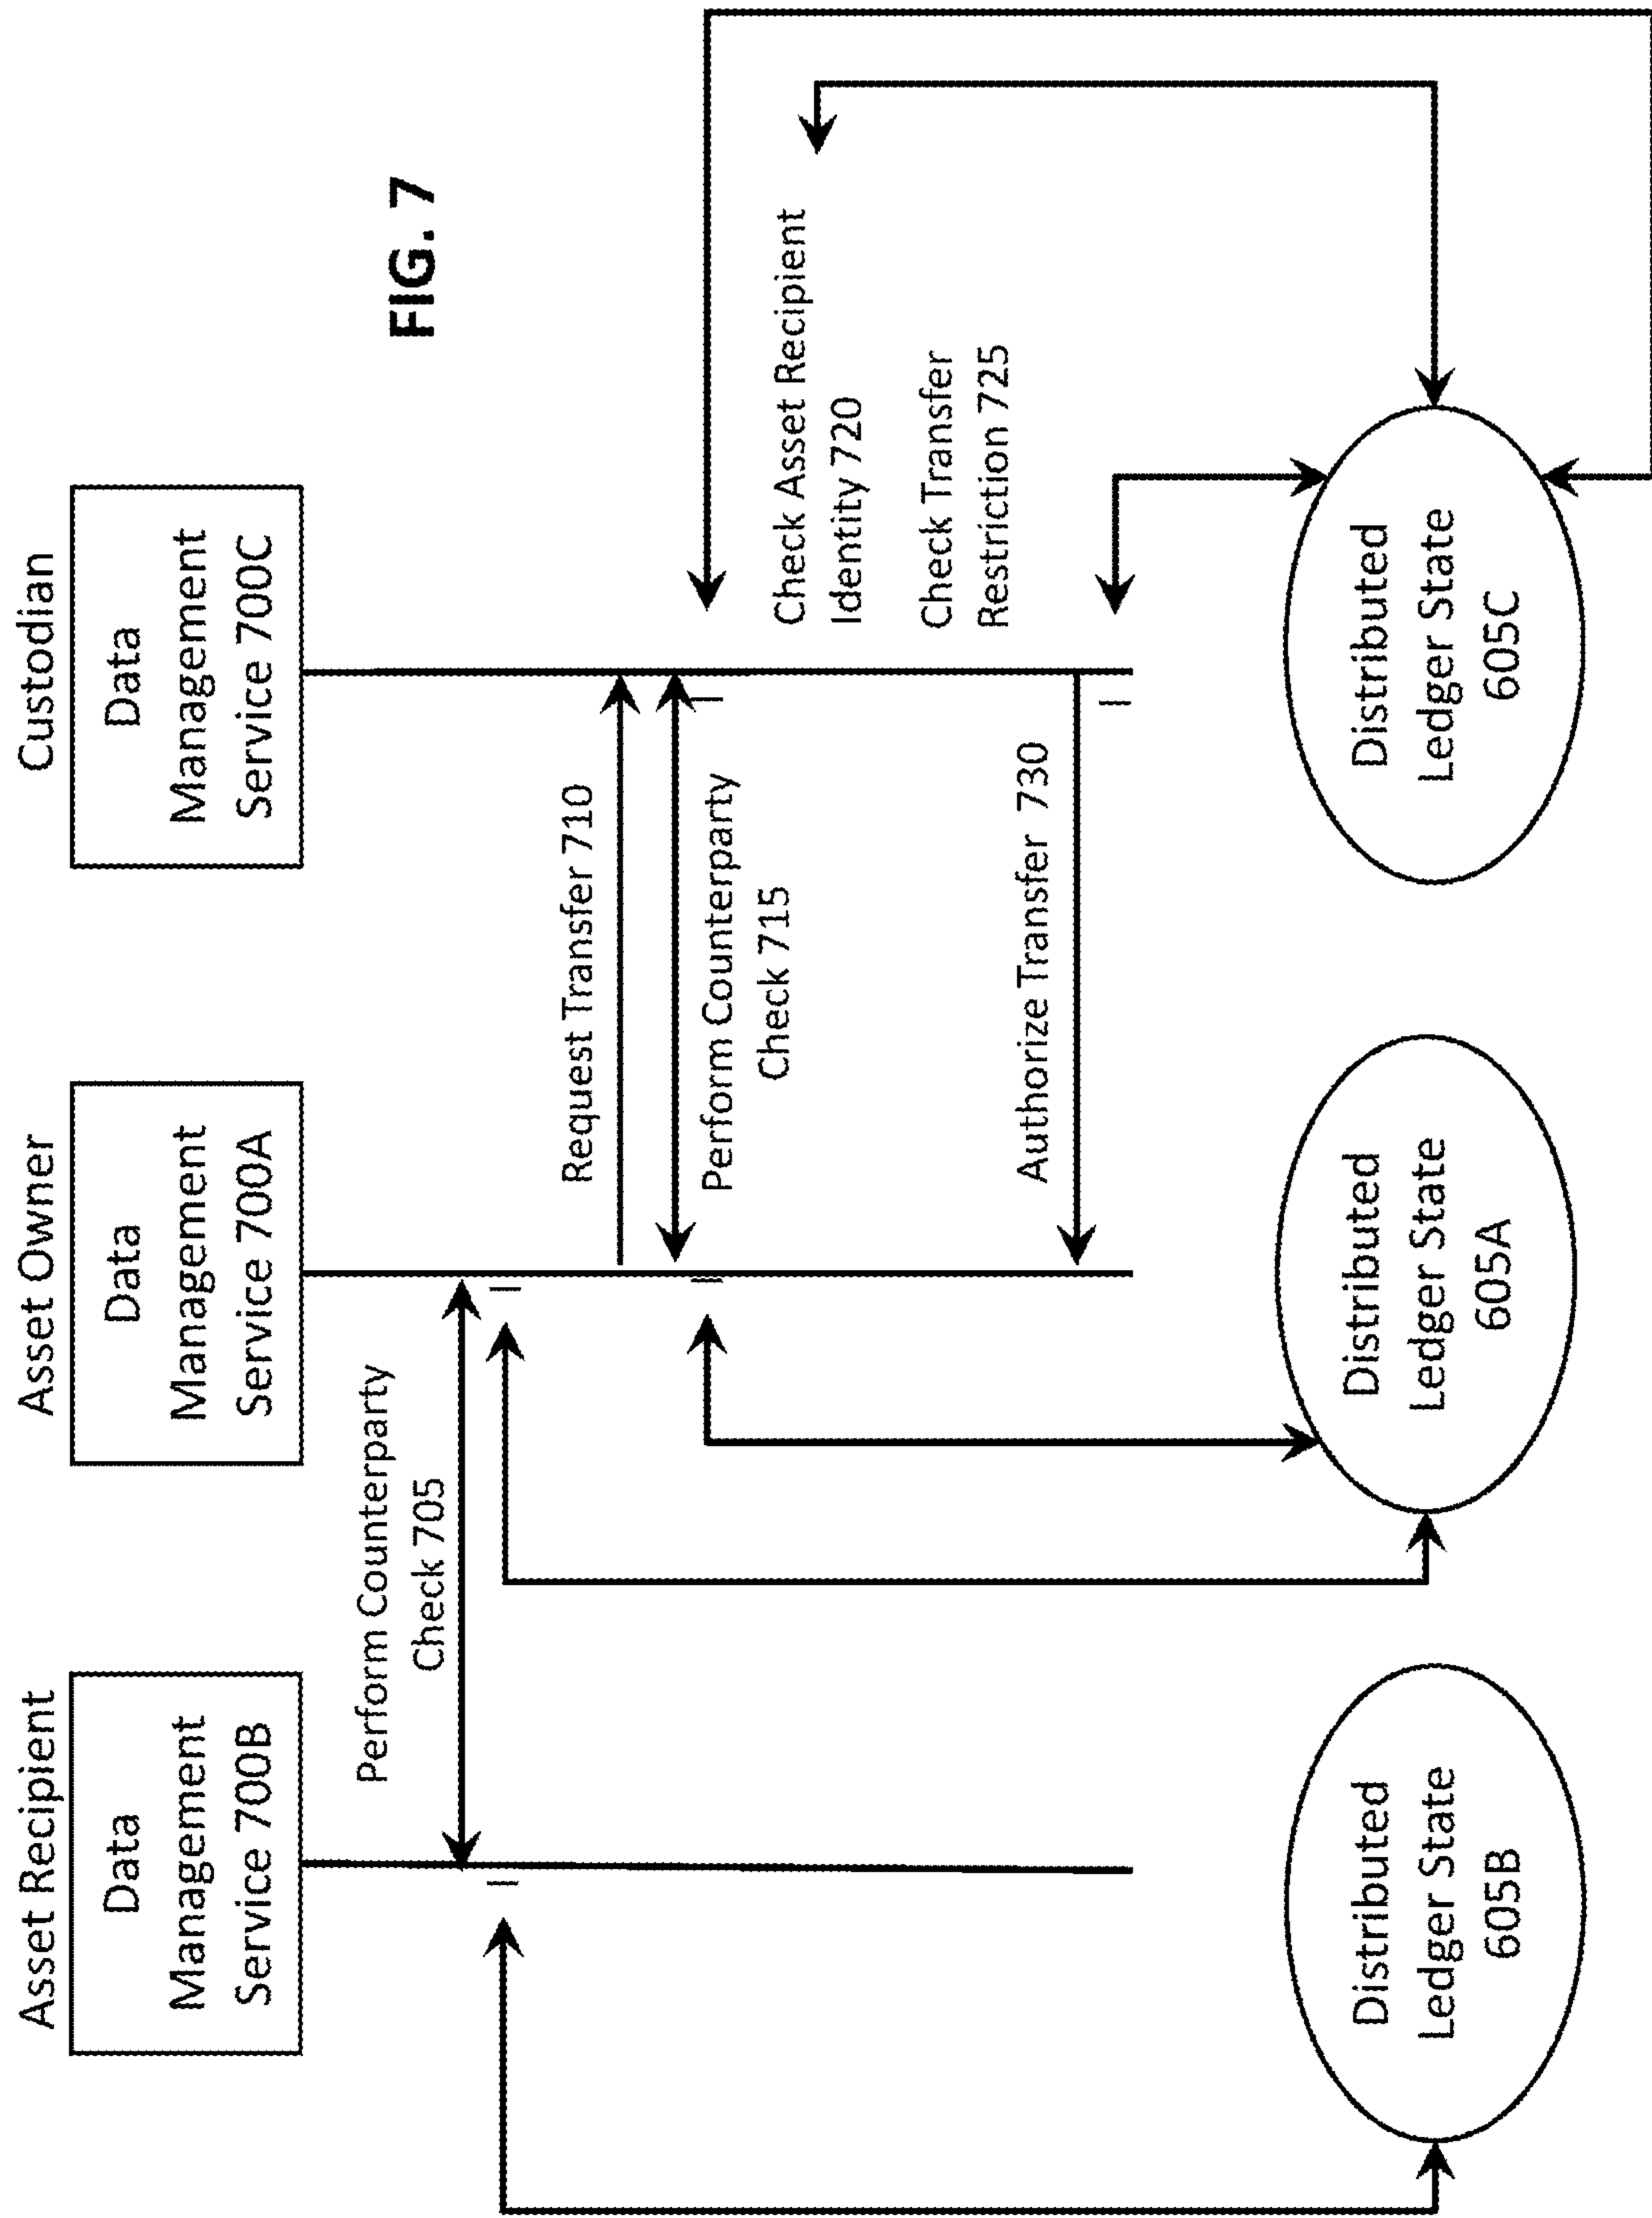 Asset Recipient
Data
Management
Service 700B
Asset Owner
Data
Management
Service 700A
Custodian
Data
Management
Service 700C
FIG. 7
Perform Counterparty
Check 705
Request Transfer 710
Perform Counterparty
Check 715
Check Asset Recipient
Identity 720
Check Transfer
Restriction 725
Authorize Transfer 730
Distributed
Ledger State
605B
Distributed
Ledger State
605A
Distributed
Ledger State
605C